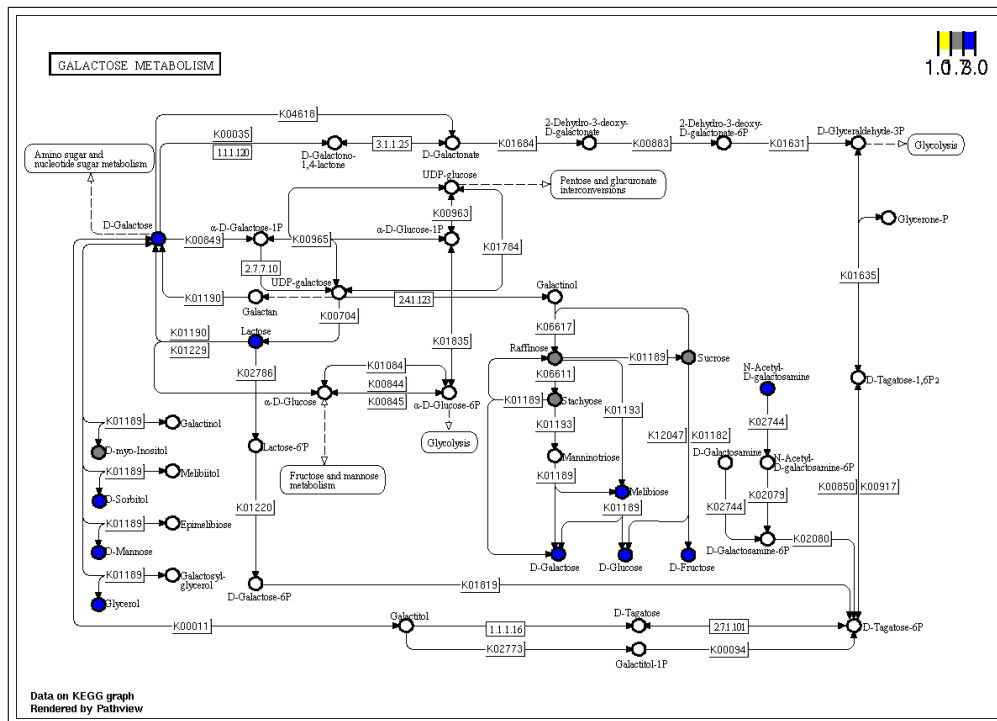 GALACTOSE METABOLISM
K04618
K00035
1.1.1.120
D-Galactono-
1,4-lactone
3.1.1.25
D-Galactonate
K01684
2-Dehydro-3-deoxy-
D-galactonate
K00883
2-Dehydro-3-deoxy-
D-galactonate-6P
K01631
D-Glyceraldehyde-3P
Glycolysis
Amino sugar and
nucleotide sugar metabolism
UDP-glucose
Pentose and glucuronate
interconversions
D-Galactose
K00849
α-D-Galactose-1P
K00965
α-D-Glucose-1P
K00963
K01784
Glycerone-P
2.7.7.10
UDP-galactose
K01190
Galactan
2.4.1.123
Galactinol
K01635
K00704
Lactose
K01190
K01229
K02786
K01835
K06617
Raffinose
K01189
Sucrose
K01084
K00844
K00845
α-D-Glucose
α-D-Glucose-6P
K06611
K01189
Stachyose
K01193
N-Acetyl-
D-galactosamine
D-Tagatose-1,6P2
K01189
Galactinol
D-myo-Inositol
Lactose-6'P
Glycolysis
K01193
K12047
K01182
K02744
Fructose and mannose
metabolism
Manninotriose
K01189
Melibiose
K01189
D-Galactosamine
N-Acetyl-
D-galactosamine-6P
K01189
Melibiitol
D-Sorbitol
K01220
K02744
K02079
K00850
K00917
K01189
Epimelibiose
D-Mannose
D-Galactosamine-6P
K02080
D-Galactose
D-Glucose
D-Fructose
K01189
Galactosyl-
glycerol
Glycerol
D-Galactose-6P
K01819
K00011
Galactitol
1.1.1.16
D-Tagatose
2.7.1.101
D-Tagatose-6P
K02773
Galactitol-1P
K00094
Data on KEGG graph
Rendered by Pathview